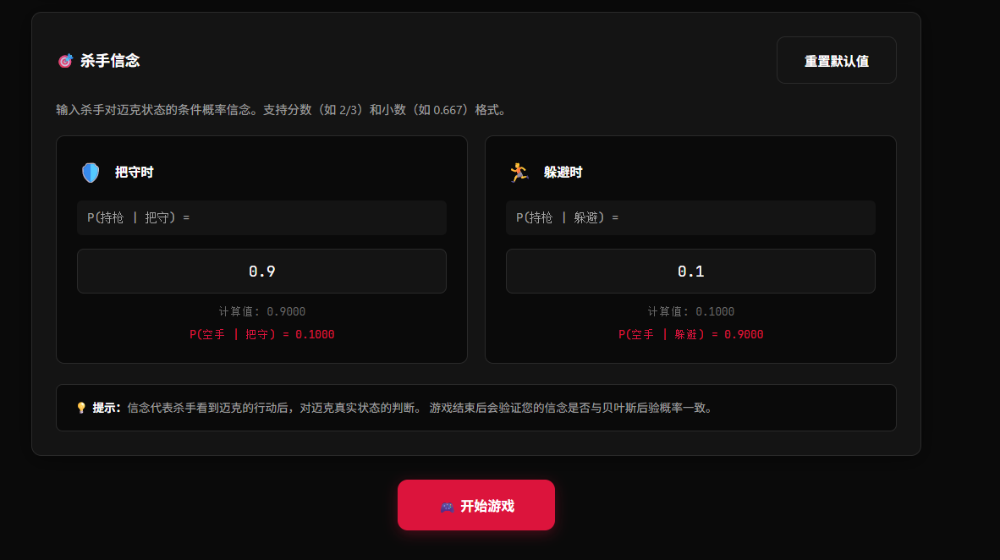 杀手信念
重置默认值
输入杀手对迈克状态的条件概率信念。支持分数（如 2/3）和小数（如 0.667）格式。
把守时
P(持枪 | 把守) =
0.9
计算值: 0.9000
P(空手 | 把守) = 0.1000
躲避时
P(持枪 | 躲避) =
0.1
计算值: 0.1000
P(空手 | 躲避) = 0.9000
提示：信念代表杀手看到迈克的行动后，对迈克真实状态的判断。 游戏结束后会验证您的信念是否与贝叶斯后验概率一致。
开始游戏